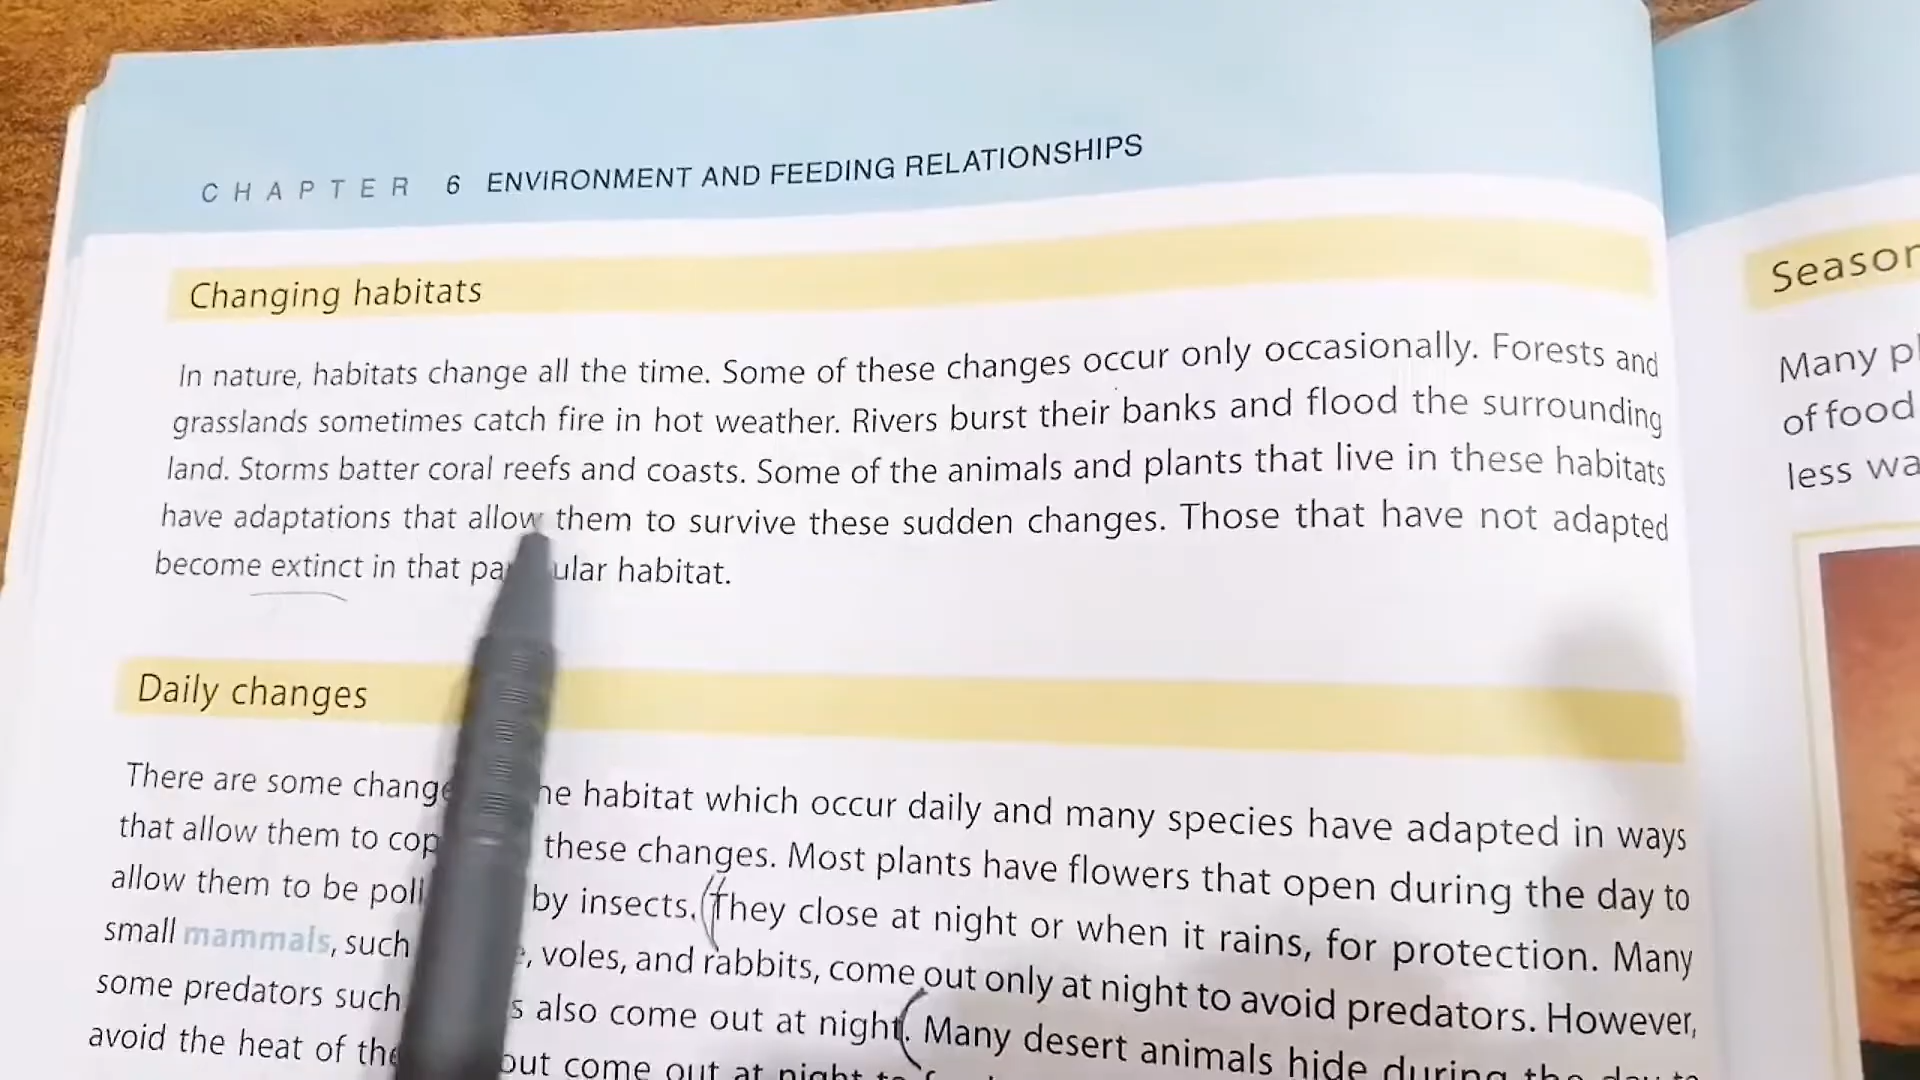 CHAPTER 6 ENVIRONMENT AND FEEDING RELATIONSHIPS
Changing habitats
In nature, habitats change all the time. Some of these changes occur only occasionally. Forests and
grasslands sometimes catch fire in hot weather. Rivers burst their banks and flood the surrounding
land. Storms batter coral reefs and coasts. Some of the animals and plants that live in these habitats
have adaptations that allow them to survive these sudden changes. Those that have not adapted
become extinct in that habitat.
Daily changes
There are some habitat which occur daily and many species have adapted in ways
that allow them to these changes. Most plants have flowers that open during the day to
allow them to be by insects. They close at night or when it rains, for protection. Many
small mammals, such voles, and rabbits, come out only at night to avoid predators. However,
some predators such also come out at night. Many desert animals hide during the day to
avoid the heat of out come out at night to
Many
of food
less